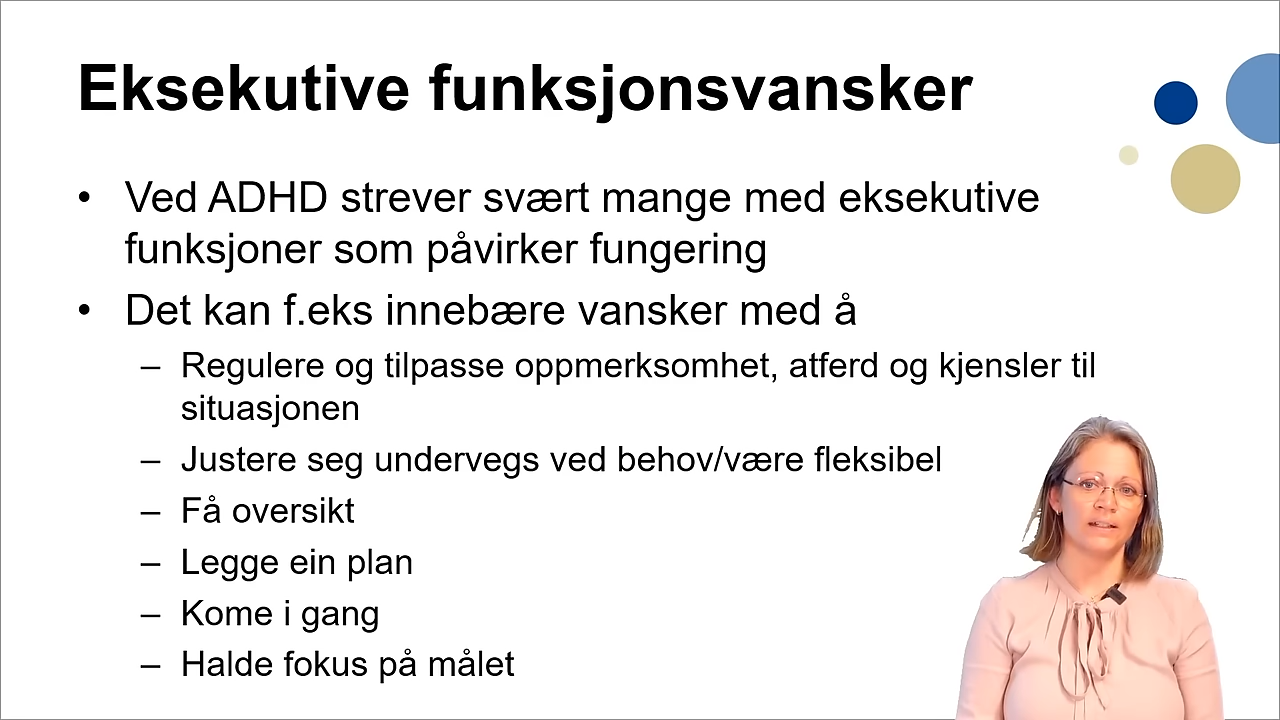 Eksekutive funksjonsvansker
• Ved ADHD strever svært mange med eksekutive
funksjoner som påvirker fungering
• Det kan f.eks innebære vansker med å
– Regulere og tilpasse oppmerksomhet, atferd og kjensler til
situasjonen
– Justere seg undervegs ved behov/være fleksibel
– Få oversikt
– Legge ein plan
– Kome i gang
– Halde fokus på målet